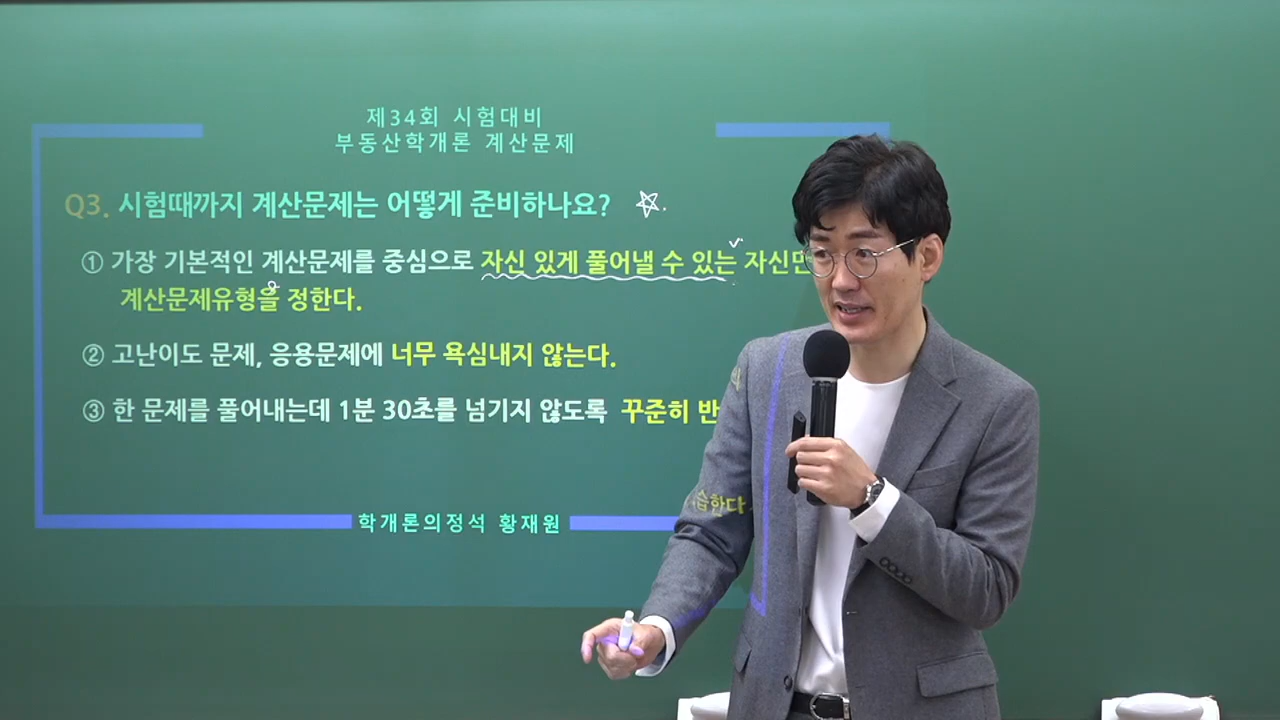 제34회 시험대비
부동산학개론 계산문제
Q3. 시험때까지 계산문제는 어떻게 준비하나요?
① 가장 기본적인 계산문제를 중심으로 자신 있게 풀어낼 수 있는 자신만
계산문제유형을 정한다.
② 고난이도 문제, 응용문제에 너무 욕심내지 않는다.
③ 한 문제를 풀어내는데 1분 30초를 넘기지 않도록 꾸준히 반
습한다
학개론의정석 황재원